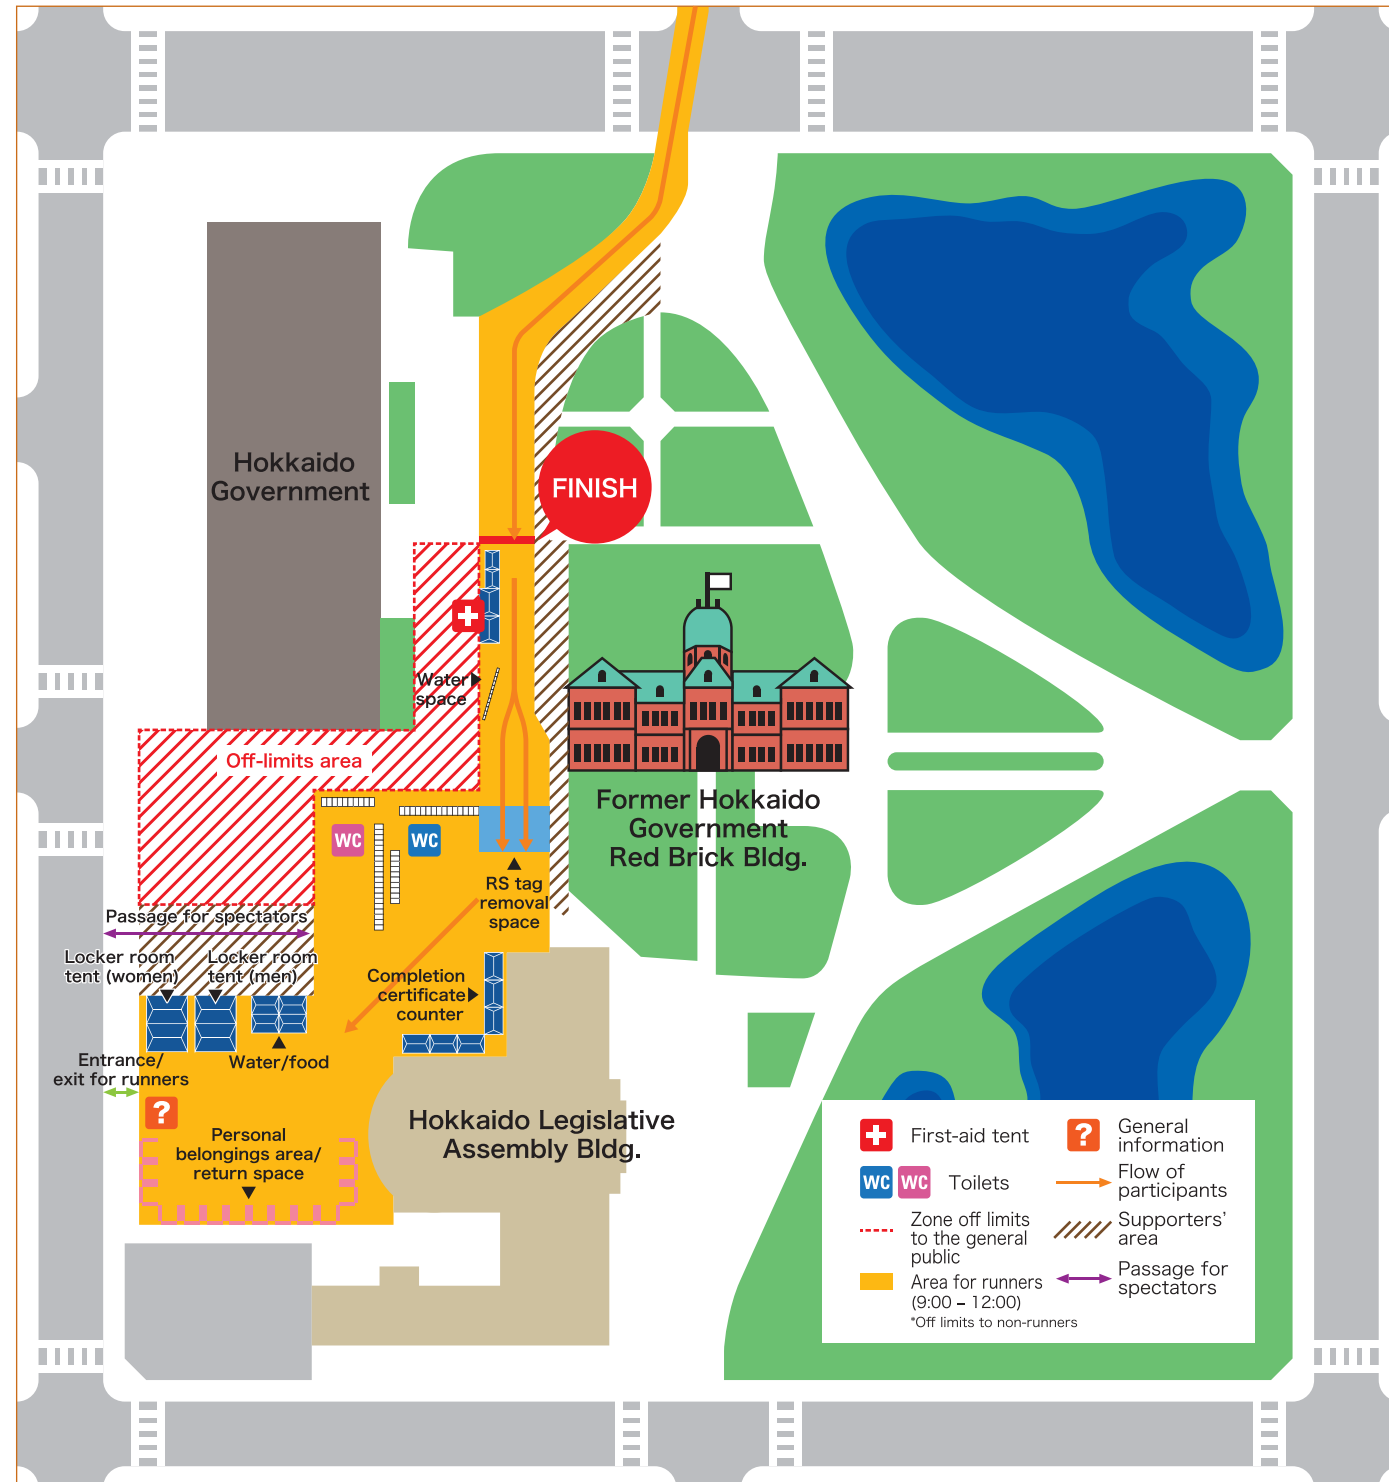 Hokkaido
Government
FINISH
Water
space
Off-limits area
Former Hokkaido
Government
Red Brick Bldg.
WC
WC
RS tag
removal
space
Passage for spectators
Locker room
tent (women)
Locker room
tent (men)
Completion
certificate
counter
Water/food
Entrance/
exit for runners
?
Personal
belongings area/
return space
Hokkaido Legislative
Assembly Bldg.
First-aid tent
WC WC Toilets
Zone off limits
to the general
public
Area for runners
(9:00 – 12:00)
*Off limits to non-runners
? General
information
Flow of
participants
Supporters'
area
Passage for
spectators